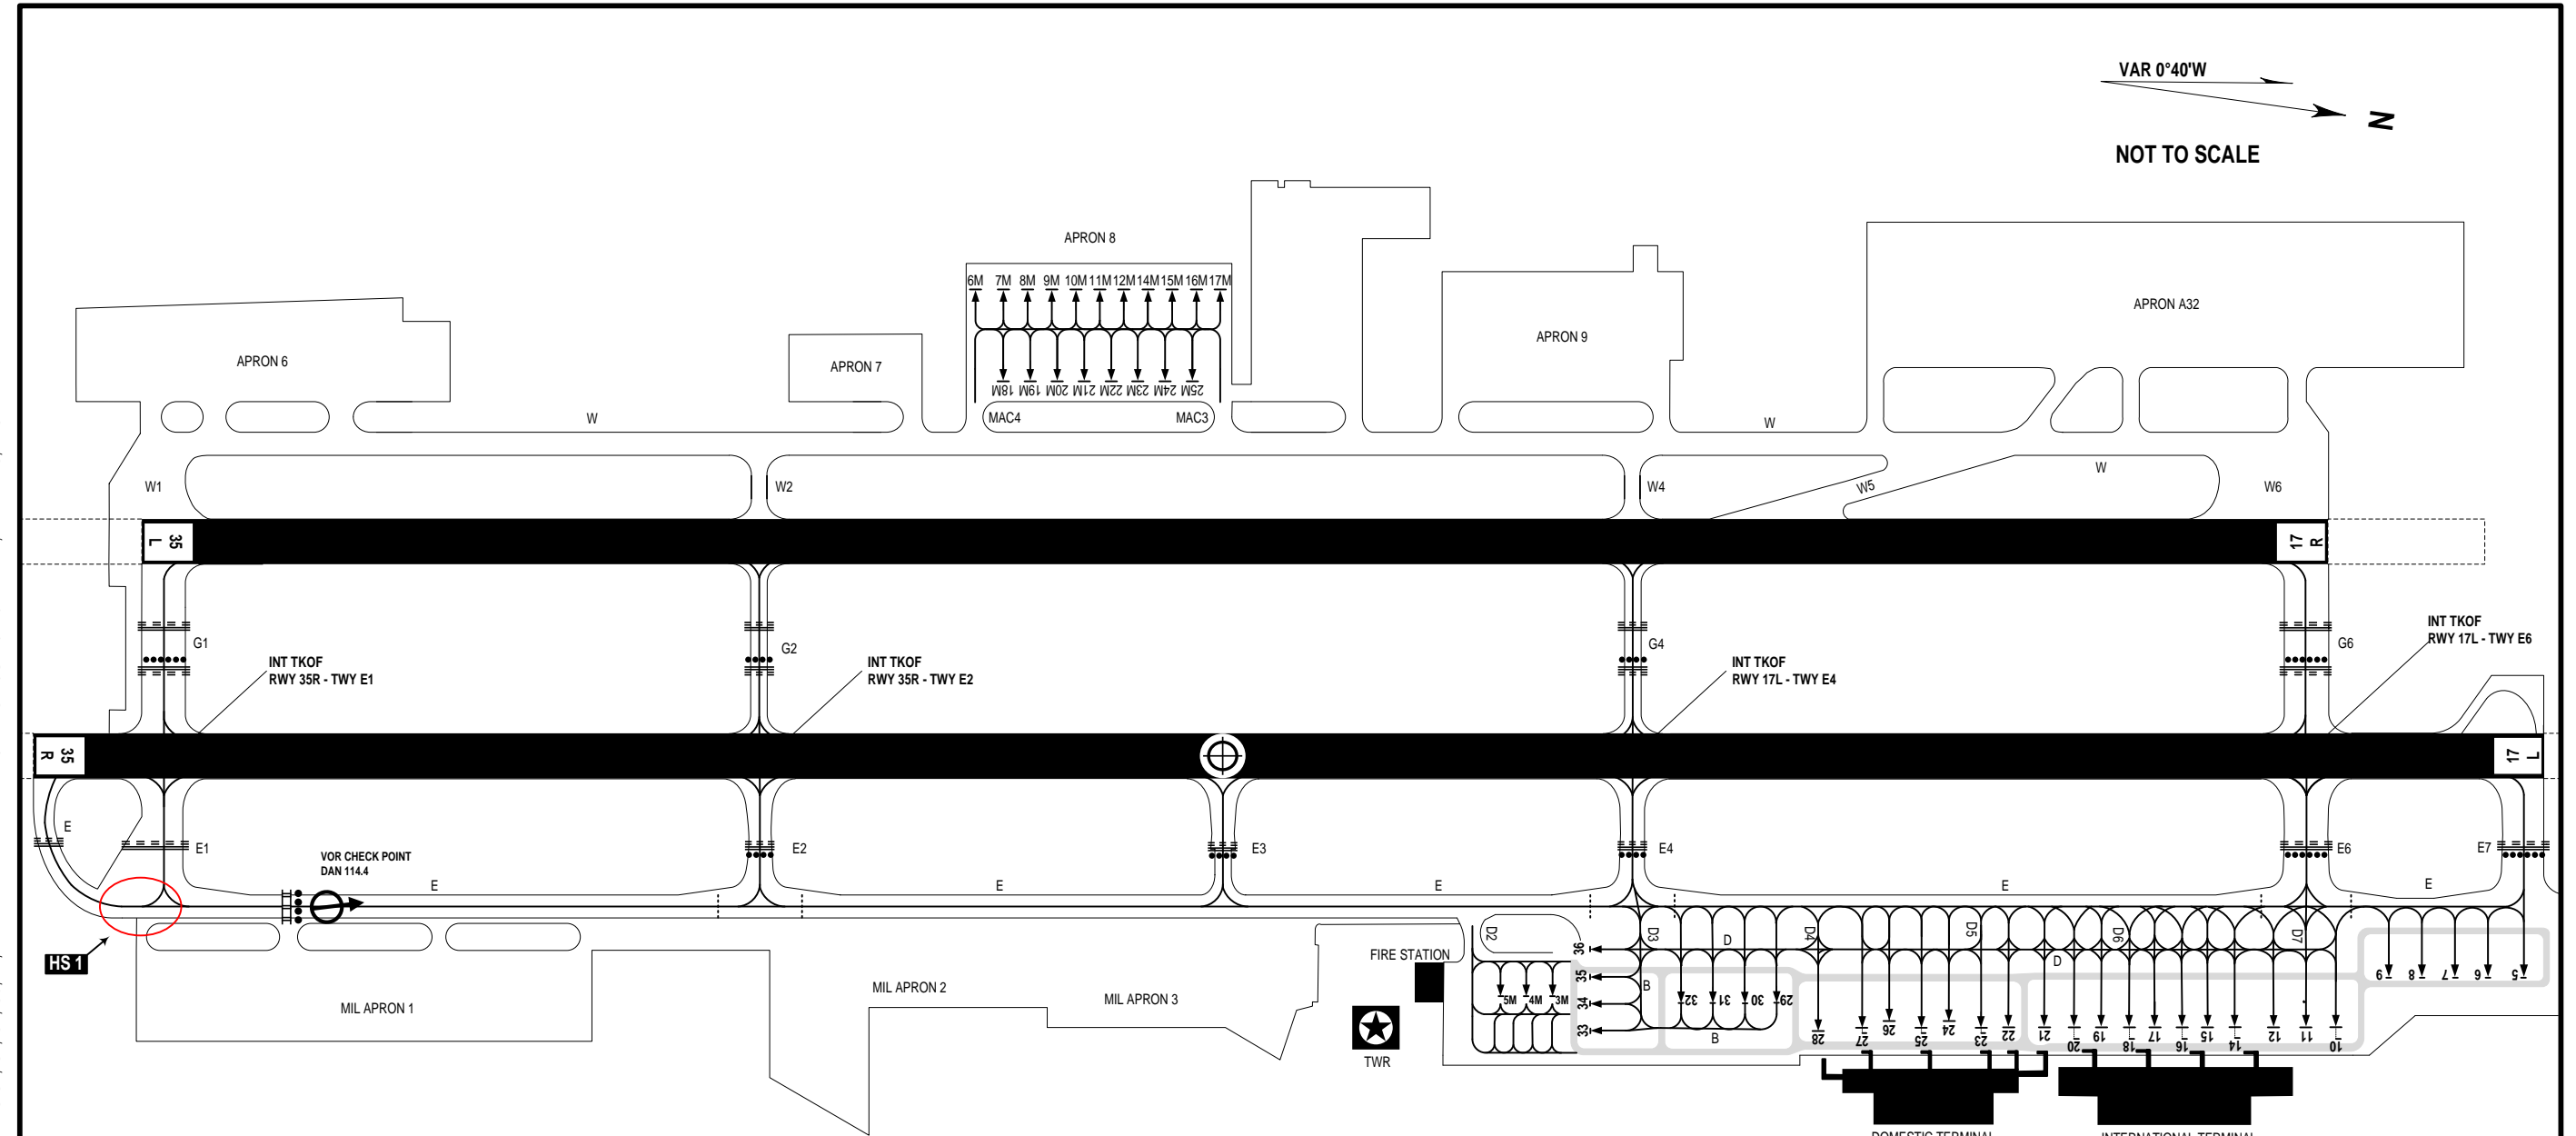 VAR 0°40'W
N
NOT TO SCALE
APRON 8
6M 7M 8M 9M 10M 11M 12M 14M 15M 16M 17M
APRON A32
APRON 6
APRON 7
APRON 9
18M 19M 20M 21M 22M 23M 24M 25M
W
MAC4
MAC3
W
W1
W2
W4
W5
W
W6
35 L
17 R
G1
G2
G4
G6
INT TKOF
RWY 35R - TWY E1
INT TKOF
RWY 35R - TWY E2
INT TKOF
RWY 17L - TWY E4
INT TKOF
RWY 17L - TWY E6
35 R
17 L
E
E1
E2
E3
E4
E6
E7
VOR CHECK POINT
DAN 114.4
E
E
E
E
E
HS 1
D2
D3
D
D4
D5
D6
D7
D
FIRE STATION
36
35
34
33
5M 4M 3M
B
32 31 30 29
B
28 27 26 25 24 23 22 21 20 19 18 17 16 15 14 12 11 10
9 8 7 6 5
MIL APRON 1
MIL APRON 2
MIL APRON 3
TWR
DOMESTIC TERMINAL
INTERNATIONAL TERMINAL